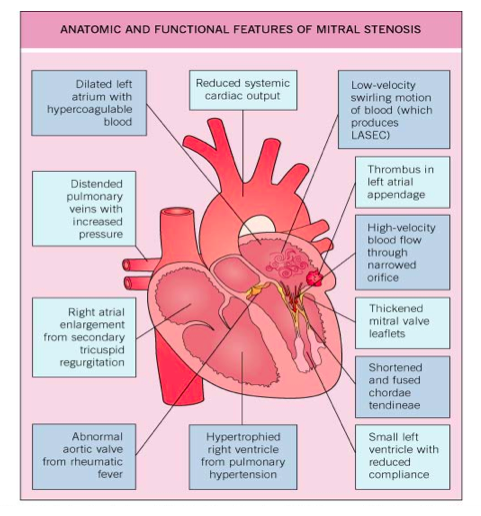 ANATOMIC AND FUNCTIONAL FEATURES OF MITRAL STENOSIS
Dilated left
atrium with
hypercoagulable
blood
Reduced systemic
cardiac output
Low-velocity
swirling motion
of blood (which
produces
LASEC)
Distended
pulmonary
veins with
increased
pressure
Thrombus in
left atrial
appendage
High-velocity
blood flow
through
narrowed
orifice
Right atrial
enlargement
from secondary
tricuspid
regurgitation
Thickened
mitral valve
leaflets
Shortened
and fused
chordae
tendineae
Abnormal
aortic valve
from rheumatic
fever
Hypertrophied
right ventricle
from pulmonary
hypertension
Small left
ventricle with
reduced
compliance